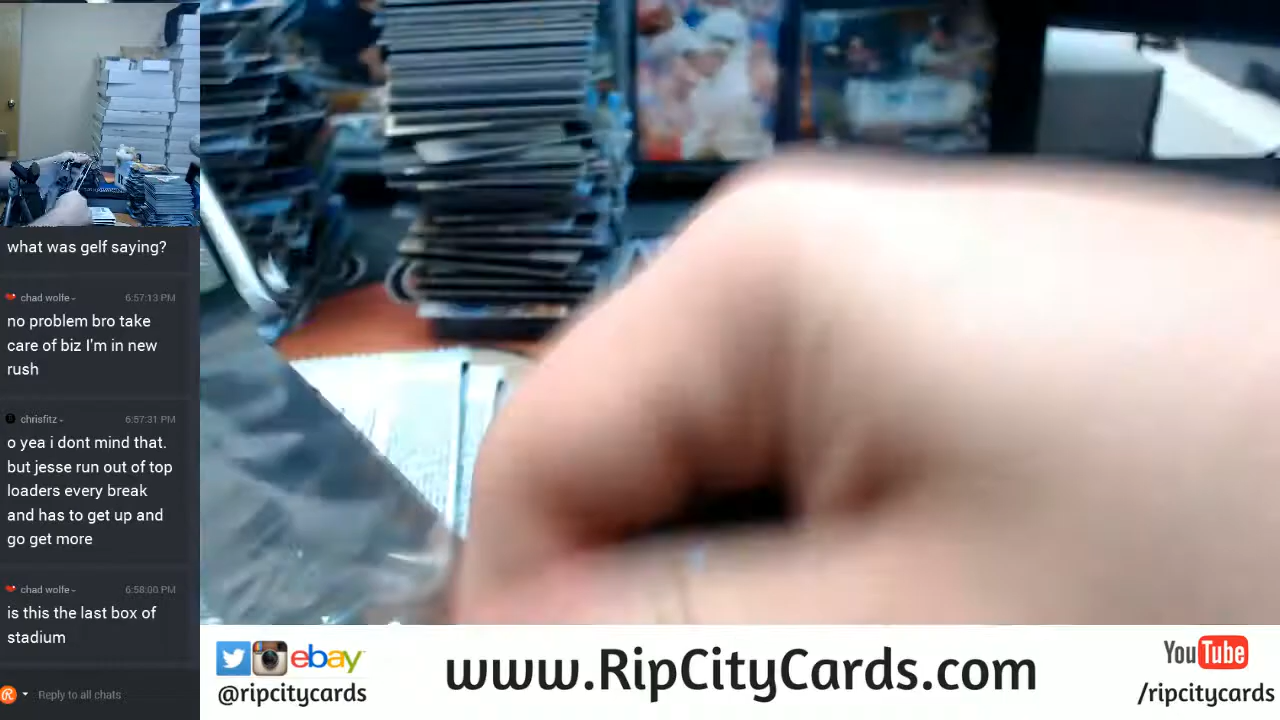 what was gelf saying?
chad wolfe 6:57:13 PM
no problem bro take
care of biz I'm in new
rush
chrisfitz 6:57:31 PM
o yea i dont mind that.
but jesse run out of top
loaders every break
and has to get up and
go get more
chad wolfe 6:58:00 PM
is this the last box of
stadium
Reply to all chats
ebay
@ripcitycards
www.RipCityCards.com
YouTube
/ripcitycards